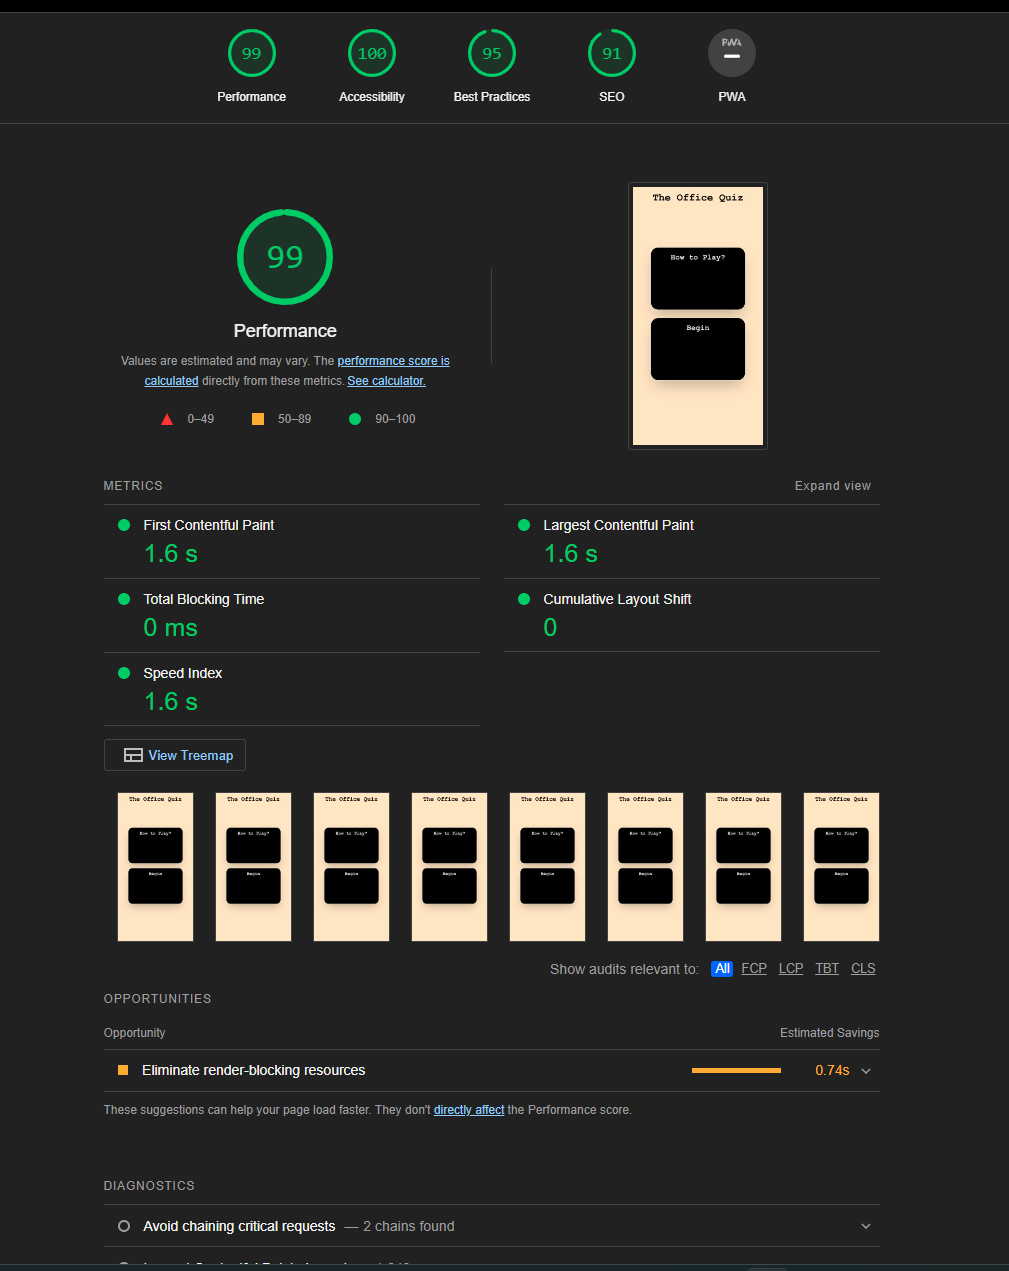 99
100
95
91
PWA
Performance
Accessibility
Best Practices
SEO
PWA
99
Performance
Values are estimated and may vary. The performance score is
calculated directly from these metrics. See calculator.
0–49
50–89
90–100
The Office Quiz
How to Play?
Begin
METRICS
Expand view
First Contentful Paint
1.6 s
Largest Contentful Paint
1.6 s
Total Blocking Time
0 ms
Cumulative Layout Shift
0
Speed Index
1.6 s
View Treemap
The Office Quiz
How to Play?
Begin
The Office Quiz
How to Play?
Begin
The Office Quiz
How to Play?
Begin
The Office Quiz
How to Play?
Begin
The Office Quiz
How to Play?
Begin
The Office Quiz
How to Play?
Begin
The Office Quiz
How to Play?
Begin
The Office Quiz
How to Play?
Begin
Show audits relevant to: All FCP LCP TBT CLS
OPPORTUNITIES
Opportunity
Estimated Savings
Eliminate render-blocking resources
0.74s
These suggestions can help your page load faster. They don't directly affect the Performance score.
DIAGNOSTICS
Avoid chaining critical requests — 2 chains found